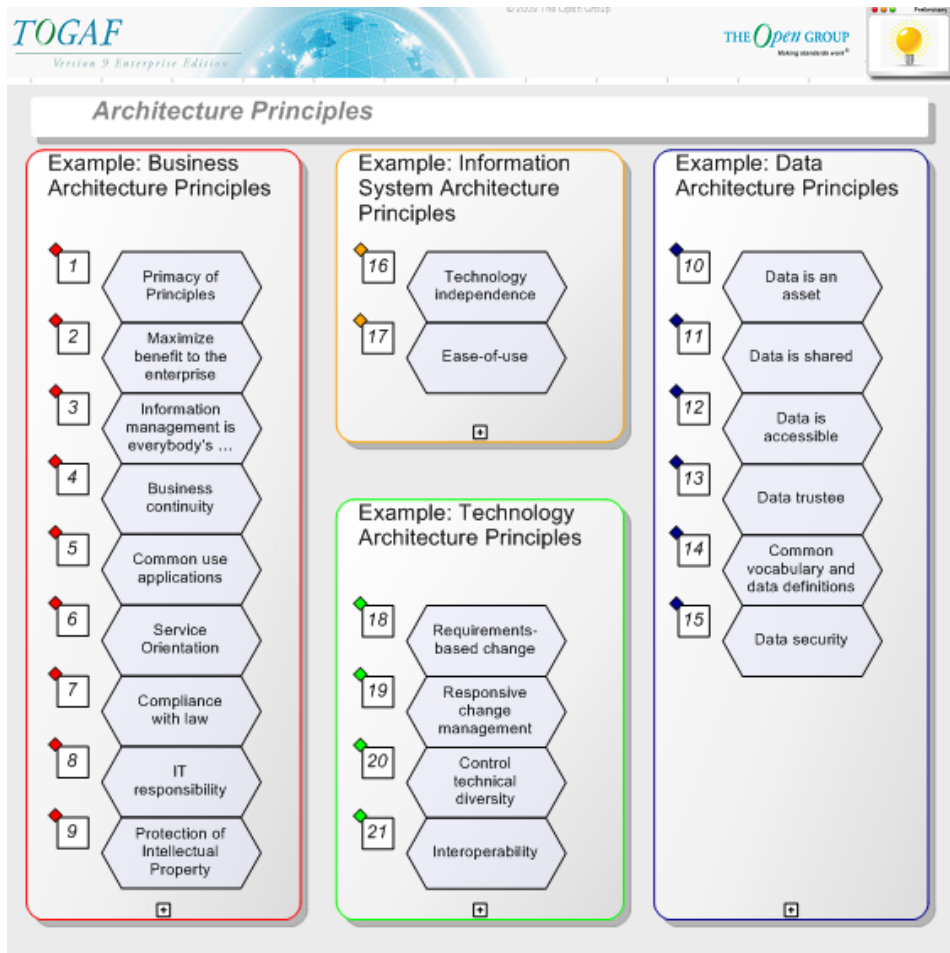 © 2009 The Open Group
Preliminary
TOGAF
Version 9 Enterprise Edition
THE Open GROUP
Making standards work®
Architecture Principles
Example: Business
Architecture Principles
1
Primacy of
Principles
2
Maximize
benefit to the
enterprise
3
Information
management is
everybody's ...
4
Business
continuity
5
Common use
applications
6
Service
Orientation
7
Compliance
with law
8
IT
responsibility
9
Protection of
Intellectual
Property
Example: Information
System Architecture
Principles
16
Technology
independence
17
Ease-of-use
Example: Technology
Architecture Principles
18
Requirements-
based change
19
Responsive
change
management
20
Control
technical
diversity
21
Interoperability
Example: Data
Architecture Principles
10
Data is an
asset
11
Data is shared
12
Data is
accessible
13
Data trustee
14
Common
vocabulary and
data definitions
15
Data security